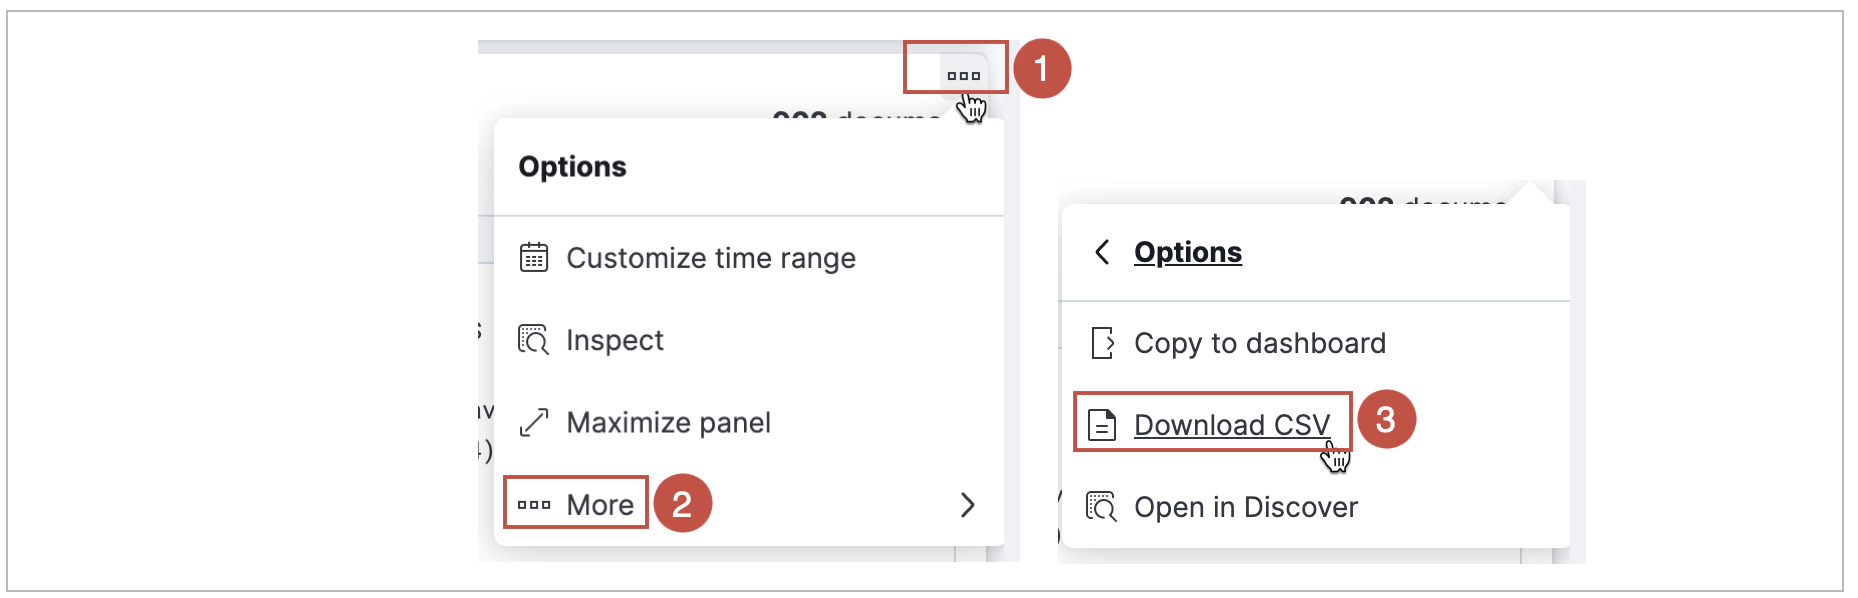 1
Options
Customize time range
Inspect
Maximize panel
More
2
Options
Copy to dashboard
Download CSV
3
Open in Discover